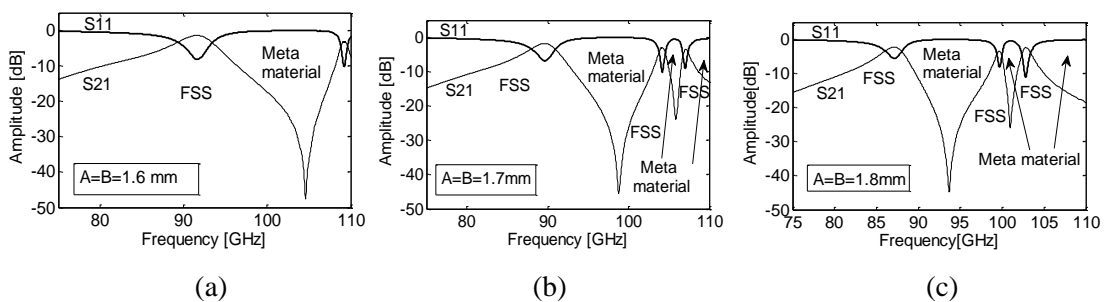 S11
S21
FSS
Meta
material
A=B=1.6 mm
Amplitude [dB]
0
-10
-20
-30
-40
-50
80
90
100
110
Frequency [GHz]
(a)
S11
S21
FSS
Meta
material
FSS
FSS
Meta
material
A=B=1.7mm
Amplitude [dB]
0
-10
-20
-30
-40
-50
80
90
100
110
Frequency [GHz]
(b)
S11
S21
FSS
Meta
material
FSS
FSS
Meta material
A=B=1.8mm
Amplitude[dB]
0
-10
-20
-30
-40
-50
75
80
85
90
95
100
105
110
Frequency[GHz]
(c)